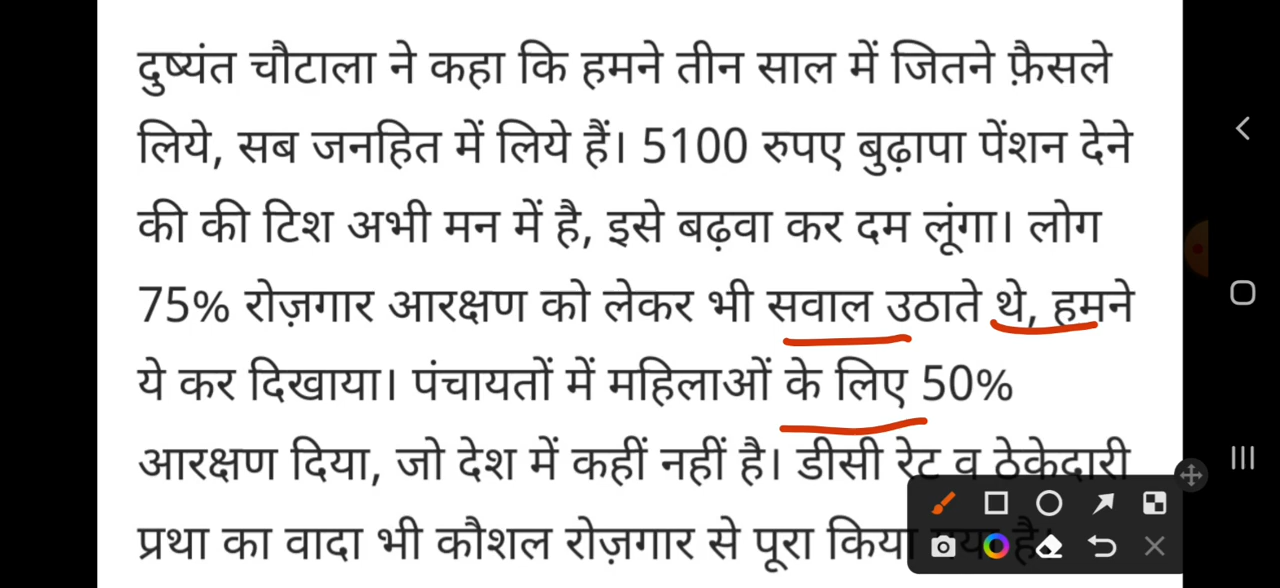 दुष्यंत चौटाला ने कहा कि हमने तीन साल में जितने फ़ैसले
लिये, सब जनहित में लिये हैं। 5100 रुपए बुढ़ापा पेंशन देने
की की टिश अभी मन में है, इसे बढ़वा कर दम लूंगा। लोग
75% रोज़गार आरक्षण को लेकर भी सवाल उठाते थे, हमने
ये कर दिखाया। पंचायतों में महिलाओं के लिए 50%
आरक्षण दिया, जो देश में कहीं नहीं है। डीसी रेट व ठेकेदारी
प्रथा का वादा भी कौशल रोज़गार से पूरा किया गया है।